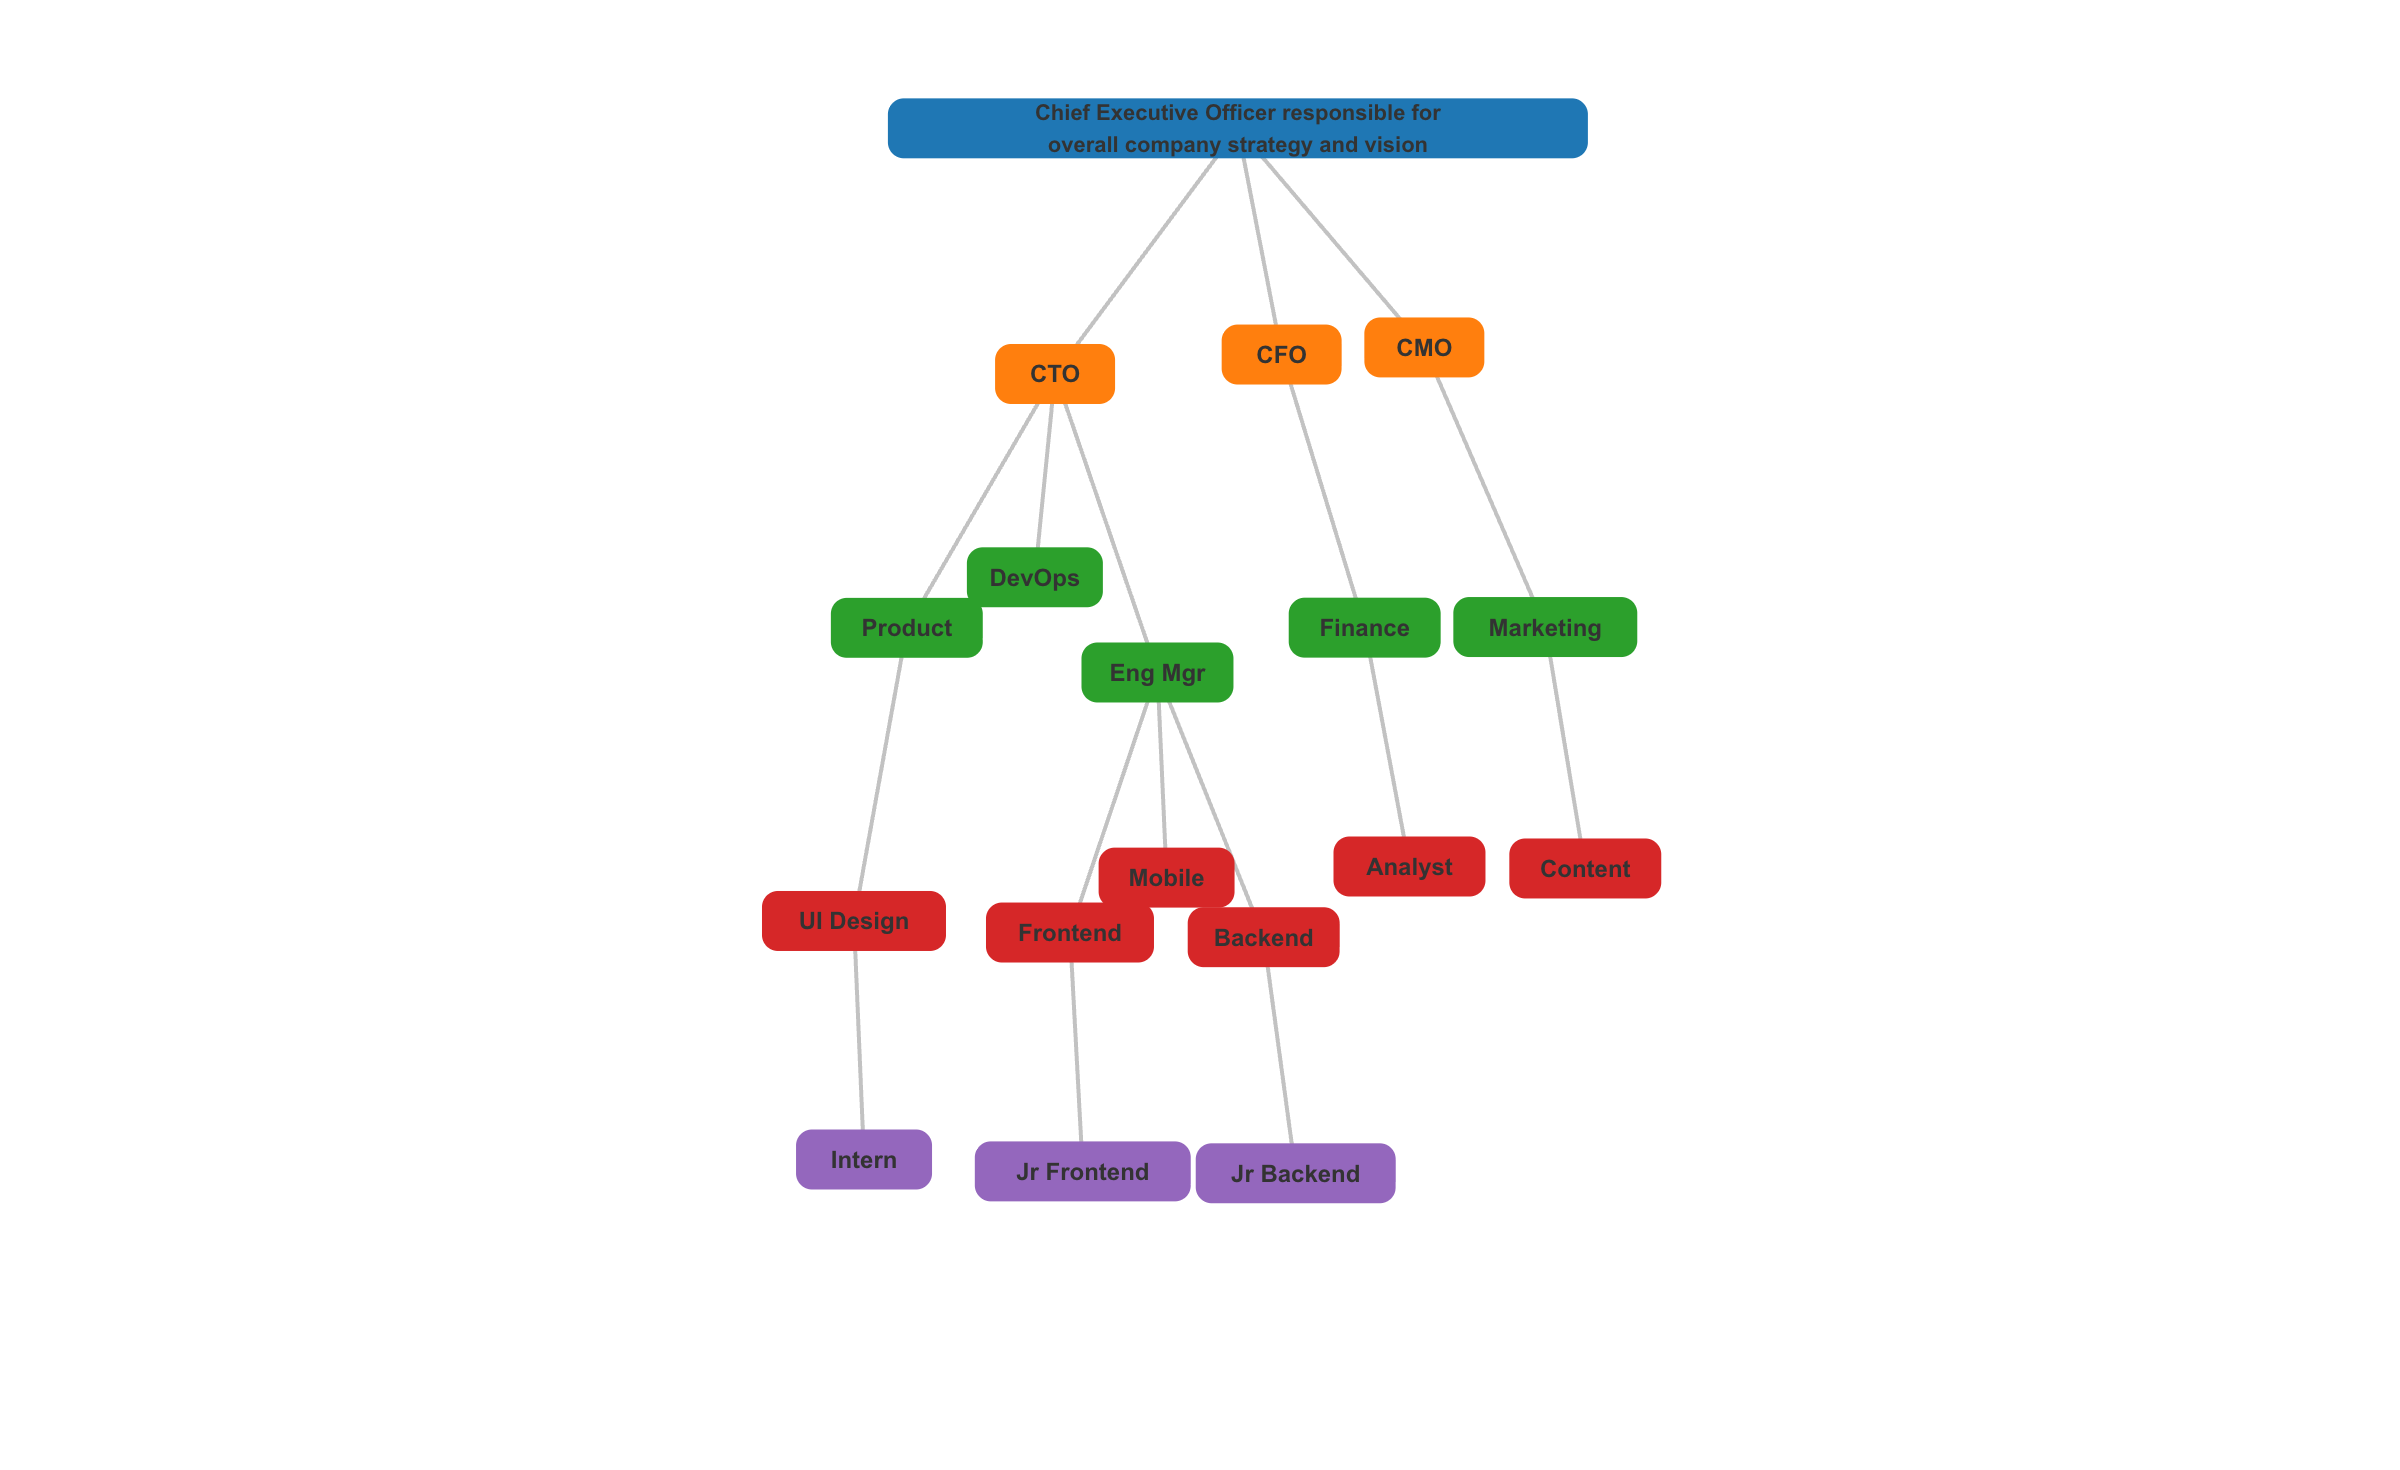 Chief Executive Officer responsible for
overall company strategy and vision
CTO
CFO
CMO
DevOps
Product
Finance
Marketing
Eng Mgr
Mobile
Analyst
Content
UI Design
Frontend
Backend
Intern
Jr Frontend
Jr Backend